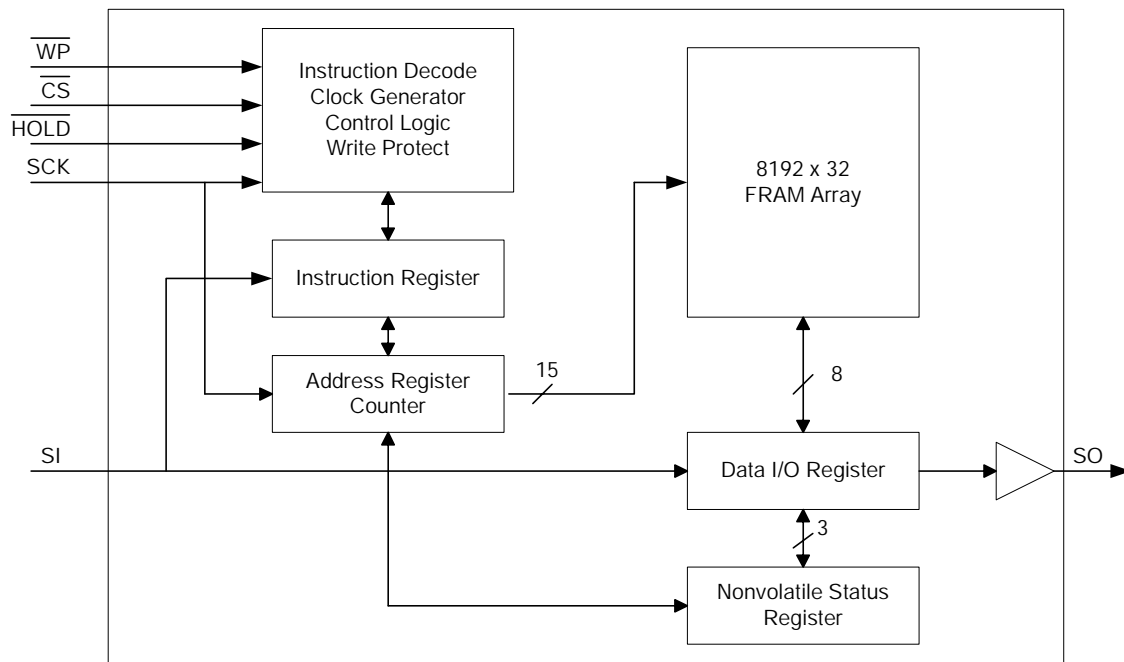 WP
CS
HOLD
SCK
Instruction Decode
Clock Generator
Control Logic
Write Protect
8192 x 32
FRAM Array
Instruction Register
Address Register
Counter
15
8
SI
Data I/O Register
SO
3
Nonvolatile Status
Register